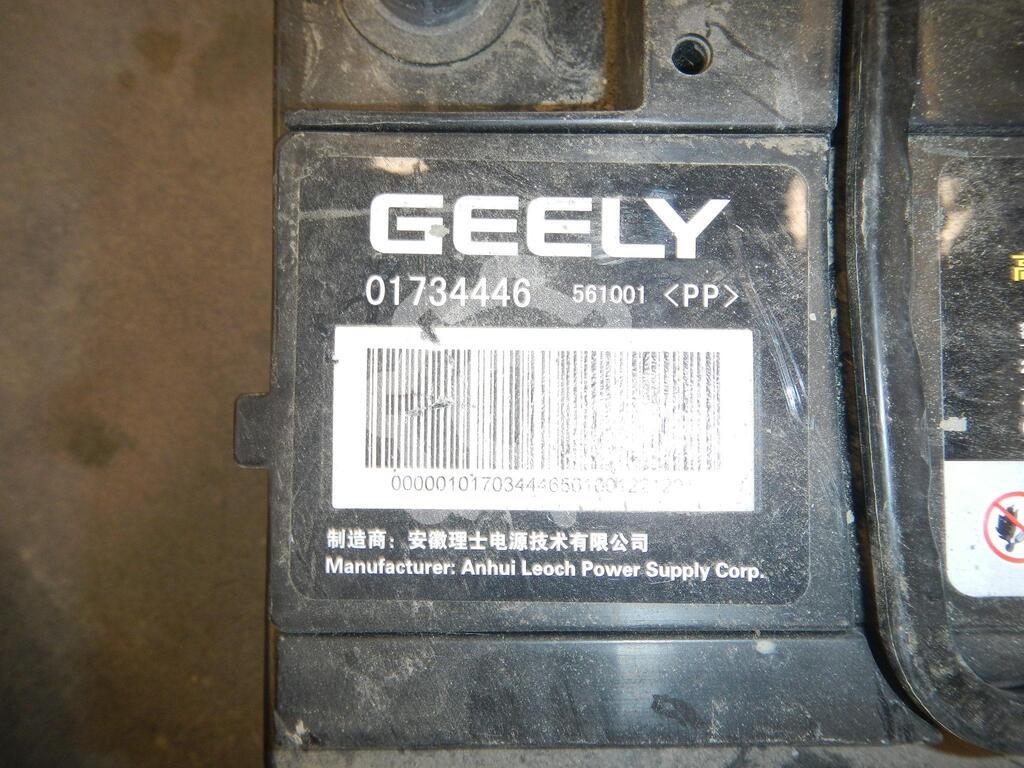 GEELY
01734446 561001 <PP>
制造商：安徽理士电源技术有限公司
Manufacturer: Anhui Leoch Power Supply Corp.
高